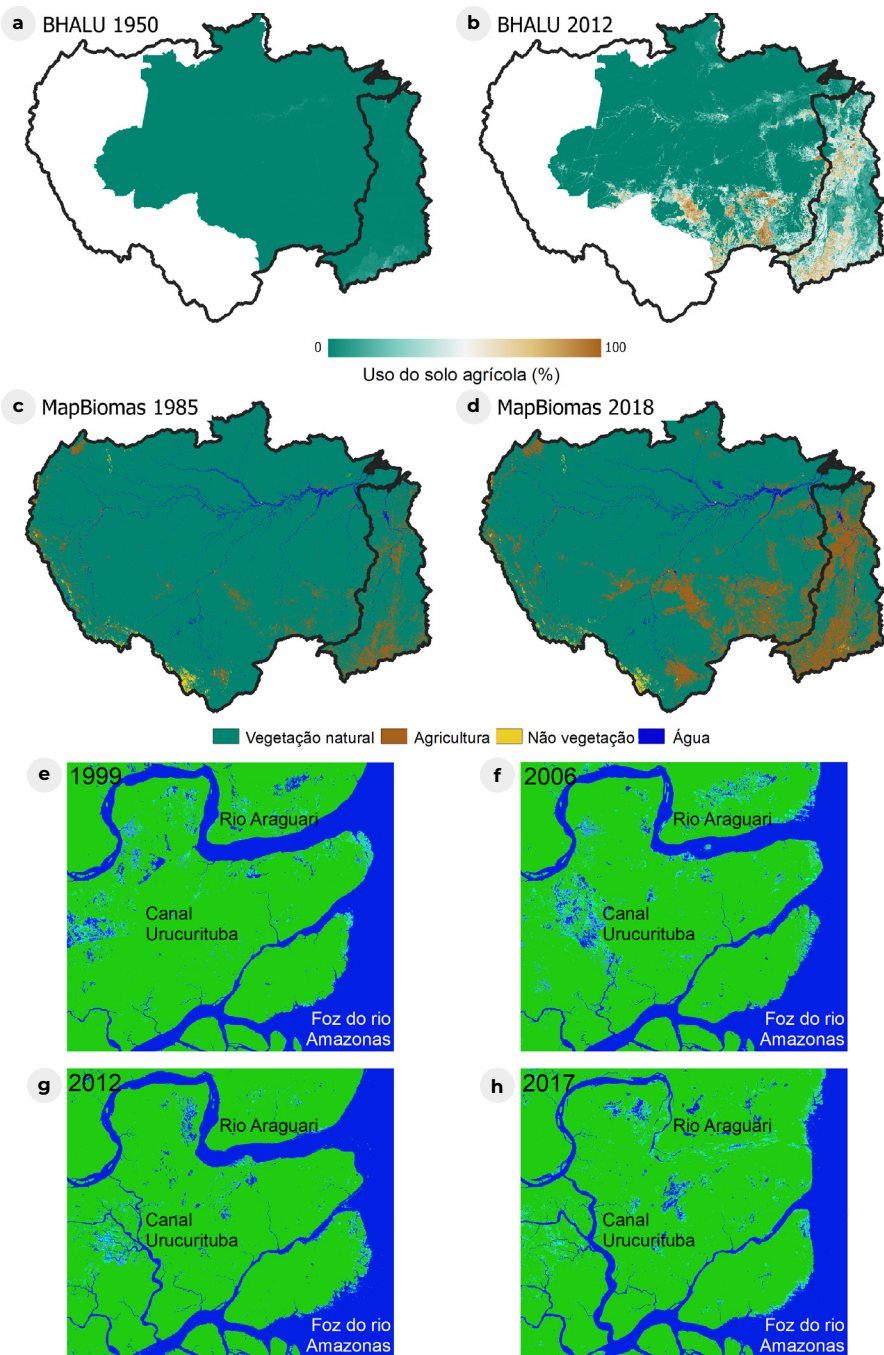 a BHALU 1950
b BHALU 2012
0 100
Uso do solo agrícola (%)
c MapBiomas 1985
d MapBiomas 2018
Vegetação natural Agricultura Não vegetação Água
e 1999
Rio Araguari
Canal
Urucurituba
Foz do rio
Amazonas
f 2006
Rio Araguari
Canal
Urucurituba
Foz do rio
Amazonas
g 2012
Rio Araguari
Canal
Urucurituba
Foz do rio
Amazonas
h 2017
Rio Araguari
Canal
Urucurituba
Foz do rio
Amazonas